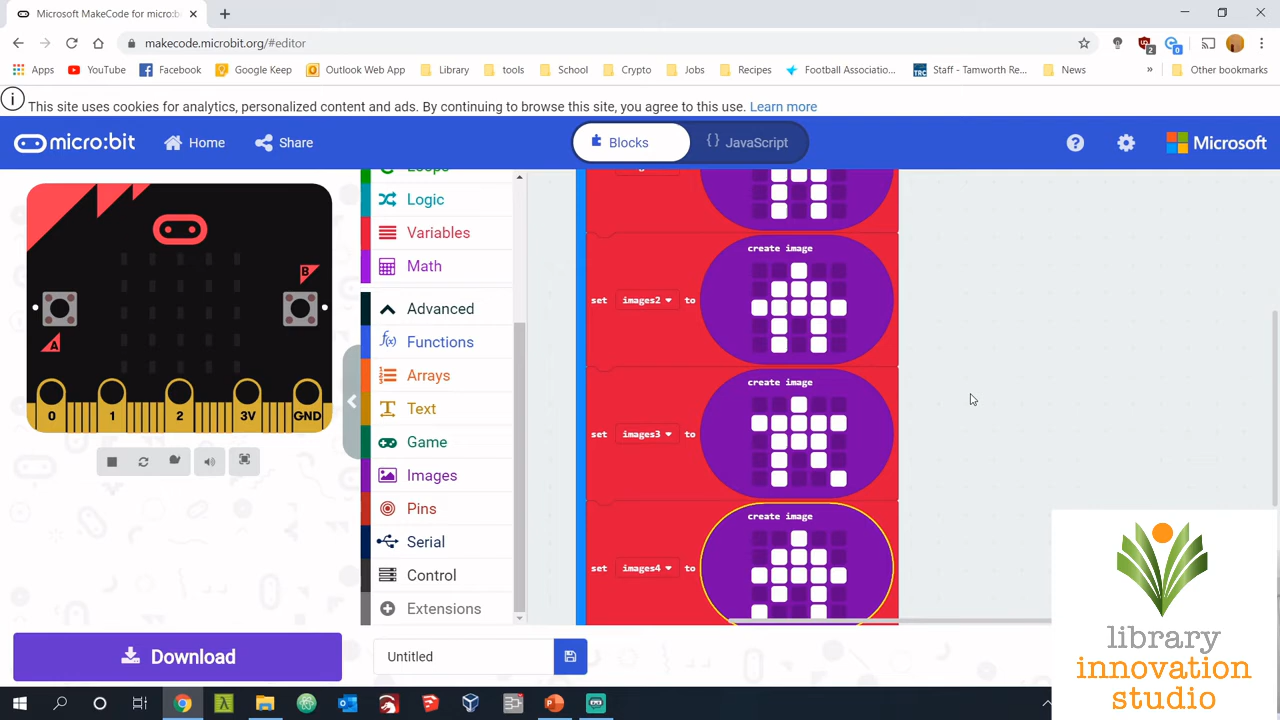 Microsoft MakeCode for micro:b
makecode.microbit.org/#editor
2
0
Apps
YouTube
Facebook
Google Keep
Outlook Web App
Library
tools
School
Crypto
Jobs
Recipes
Football Associatio...
TRC
Staff - Tamworth Re...
News
»
Other bookmarks
This site uses cookies for analytics, personalized content and ads. By continuing to browse this site, you agree to this use. Learn more
micro:bit
Home
Share
Blocks
{} JavaScript
?
Microsoft
A
B
0
1
2
3V
GND
Logic
Variables
Math
Advanced
f(x) Functions
Arrays
T Text
Game
Images
Pins
Serial
Control
Extensions
create image
set images2 to
create image
set images3 to
create image
set images4 to
Download
Untitled
library
innovation
studio